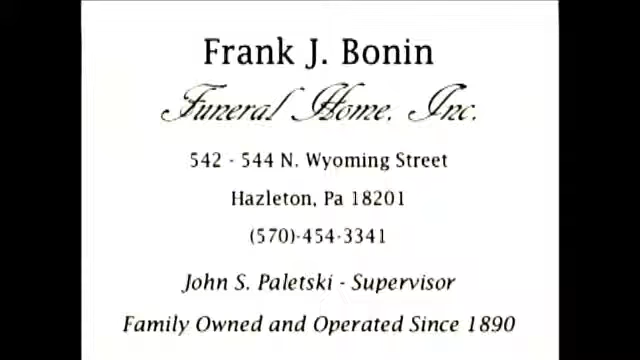 Frank J. Bonin
Funeral Home, Inc.
542 - 544 N. Wyoming Street
Hazleton, Pa 18201
(570)-454-3341
John S. Paletski - Supervisor
Family Owned and Operated Since 1890